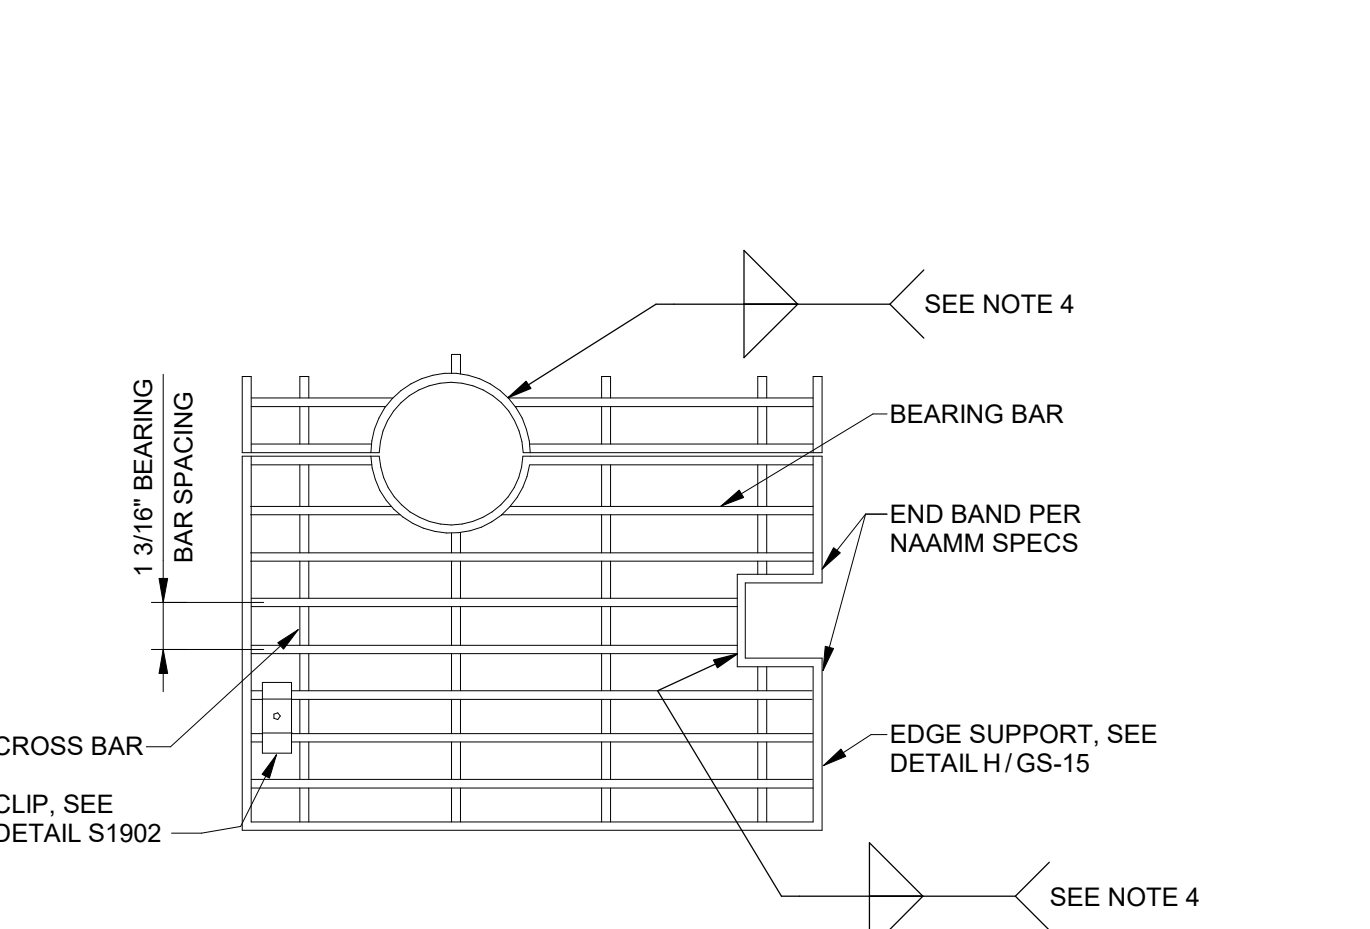 SEE NOTE 4
1 3/16" BEARING
BAR SPACING
BEARING BAR
END BAND PER
NAAMM SPECS
CROSS BAR
EDGE SUPPORT, SEE
DETAIL H/GS-15
CLIP, SEE
DETAIL S1902
SEE NOTE 4